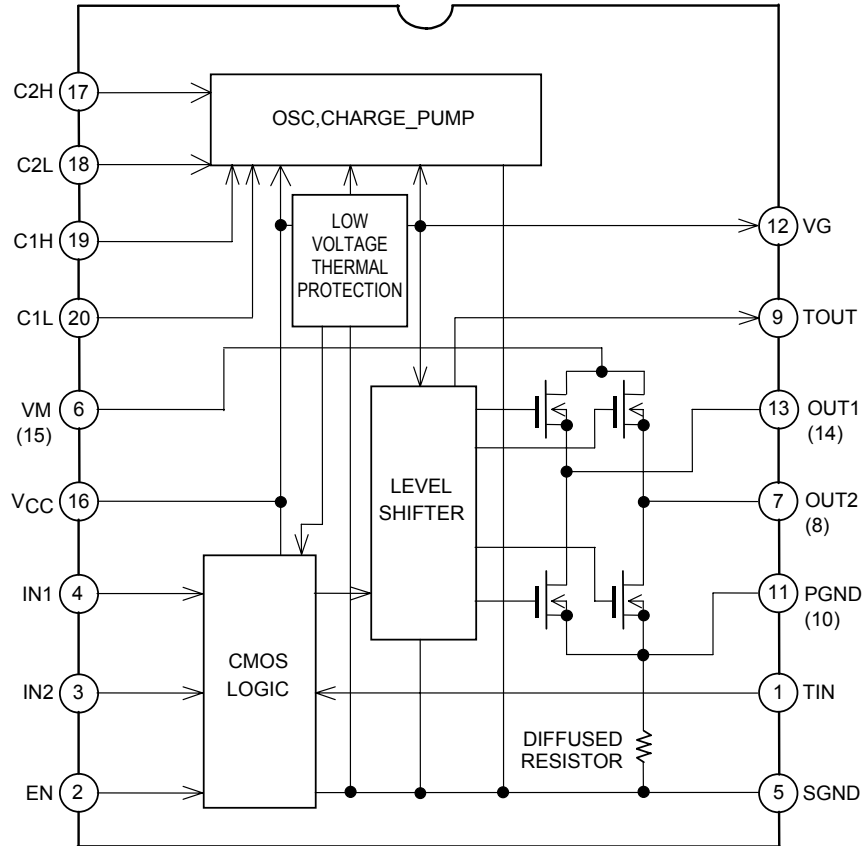 C2H 17
C2L 18
C1H 19
C1L 20
VM 6
(15)
VCC 16
IN1 4
IN2 3
EN 2
OSC,CHARGE_PUMP
LOW
VOLTAGE
THERMAL
PROTECTION
LEVEL
SHIFTER
CMOS
LOGIC
DIFFUSED
RESISTOR
12 VG
9 TOUT
13 OUT1
(14)
7 OUT2
(8)
11 PGND
(10)
1 TIN
5 SGND